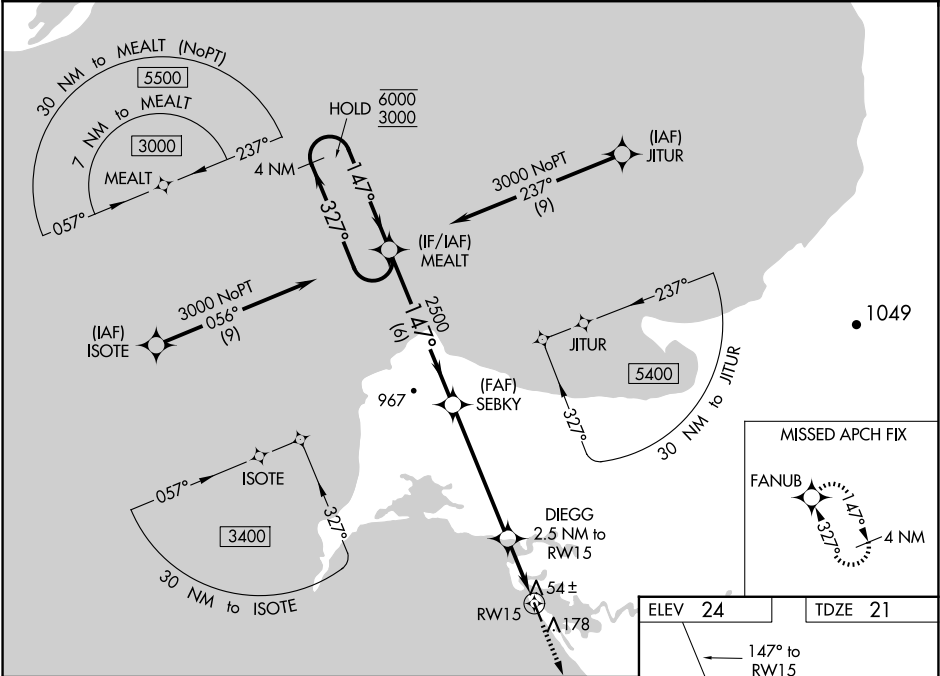 30 NM to MEALT (NoPT)
5500
7 NM to MEALT
3000
MEALT
237°
057°
HOLD
6000
3000
4 NM
147°
327°
(IAF)
JITUR
3000 NoPT
237°
(9)
(IF/IAF)
MEALT
3000 NoPT
056°
(9)
(IAF)
ISOTE
2500
147°
(6)
237°
JITUR
5400
327°
30 NM to JITUR
1049
967
(FAF)
SEBKY
ISOTE
057°
327°
3400
30 NM to ISOTE
MISSED APCH FIX
FANUB
147°
327°
4 NM
DIEGG
2.5 NM to
RW15
54±
RW15
178
ELEV 24
TDZE 21
147° to
RW15